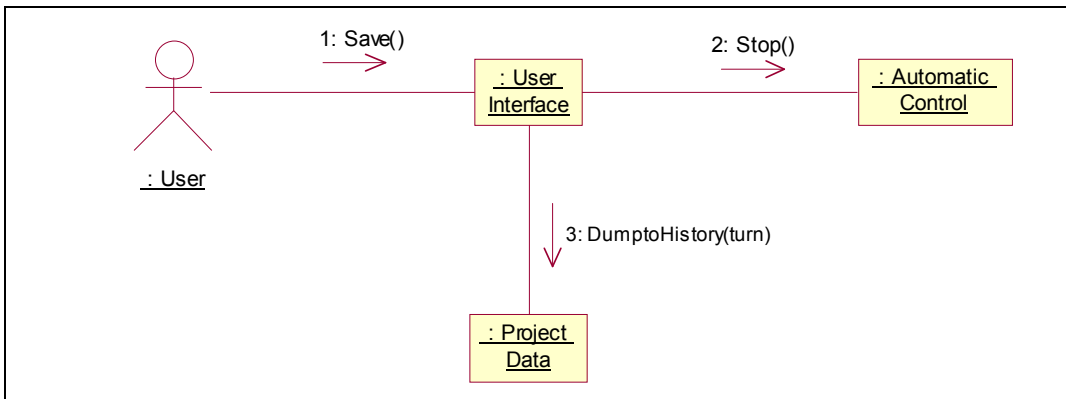 1: Save()
2: Stop()
: User
Interface
: Automatic
Control
: User
3: DumptoHistory(turn)
: Project
Data